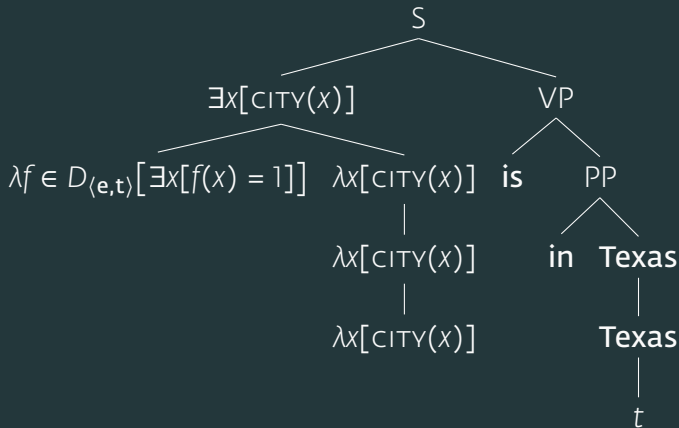 S
∃x[CITY(x)] VP
λf ∈ D⟨e,t⟩[∃x[f(x) = 1]] λx[CITY(x)] is PP
λx[CITY(x)] in Texas
λx[CITY(x)] Texas
t